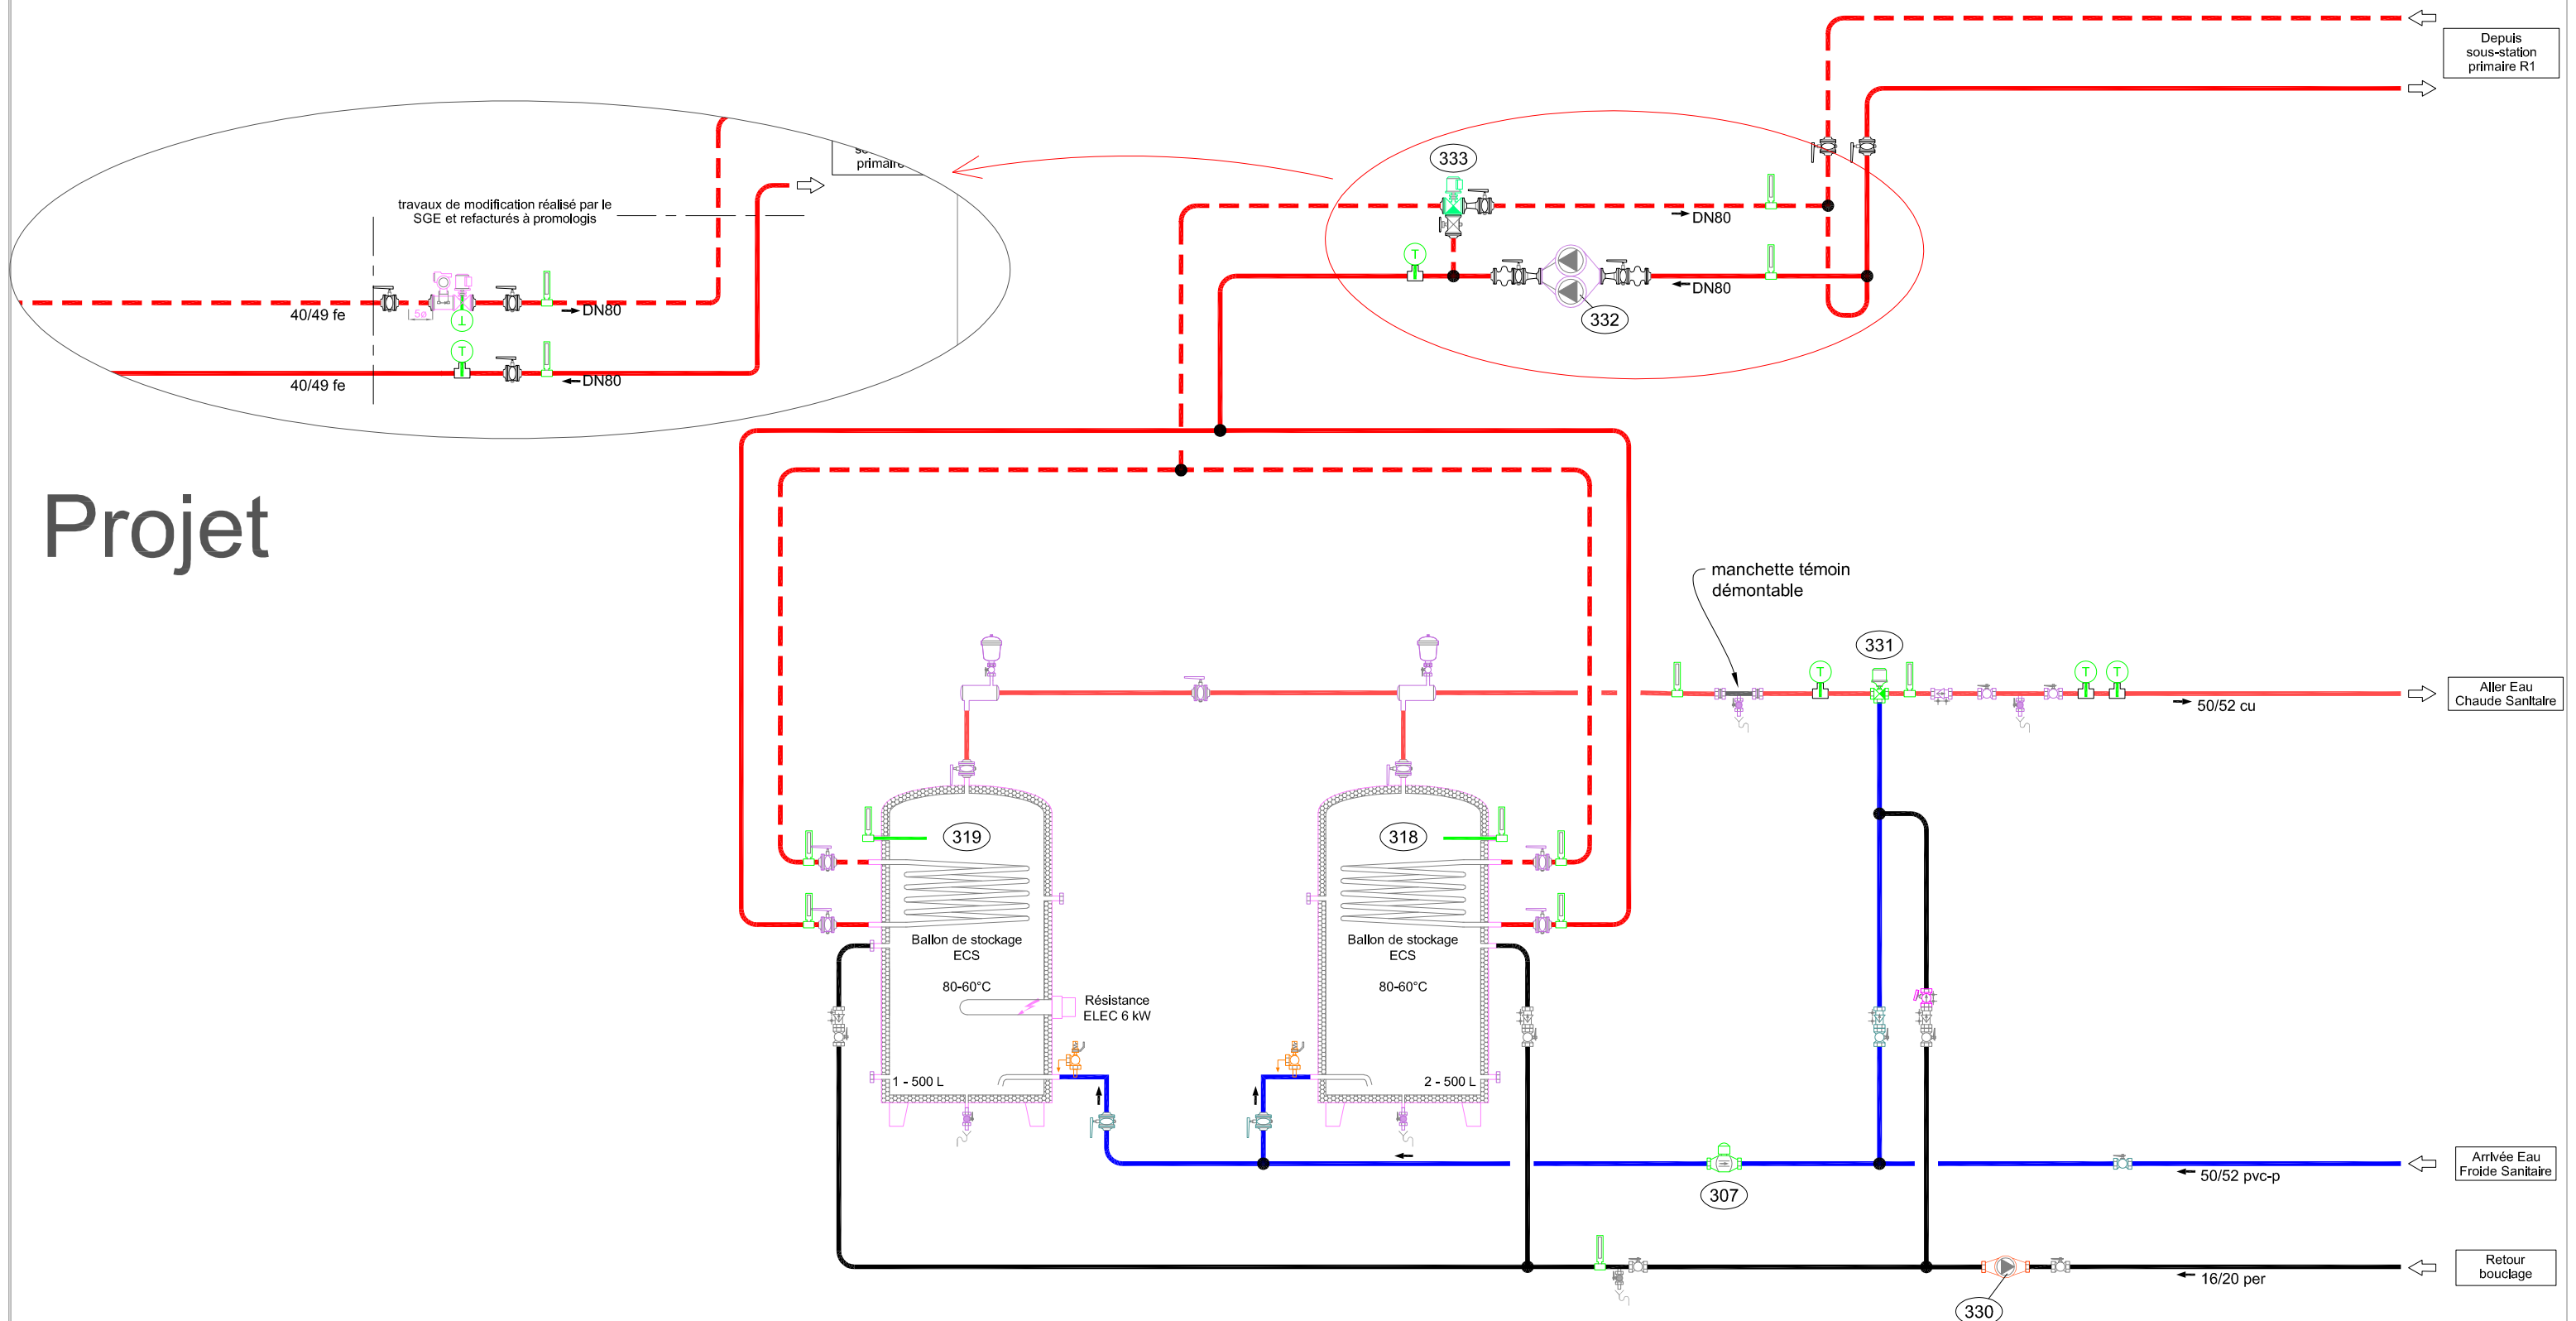 Depuis
sous-station
primaire R1
primaire
333
travaux de modification réalisé par le
SGE et refacturés à promologis
DN80
T
DN80
332
40/49 fe
5ø
T
DN80
T
40/49 fe
DN80
Projet
manchette témoin
démontable
331
T
T
T
50/52 cu
Aller Eau
Chaude Sanitaire
319
318
Ballon de stockage
ECS
80-60°C
Ballon de stockage
ECS
80-60°C
Résistance
ELEC 6 kW
1 - 500 L
2 - 500 L
307
50/52 pvc-p
Arrivée Eau
Froide Sanitaire
16/20 per
Retour
bouclage
330